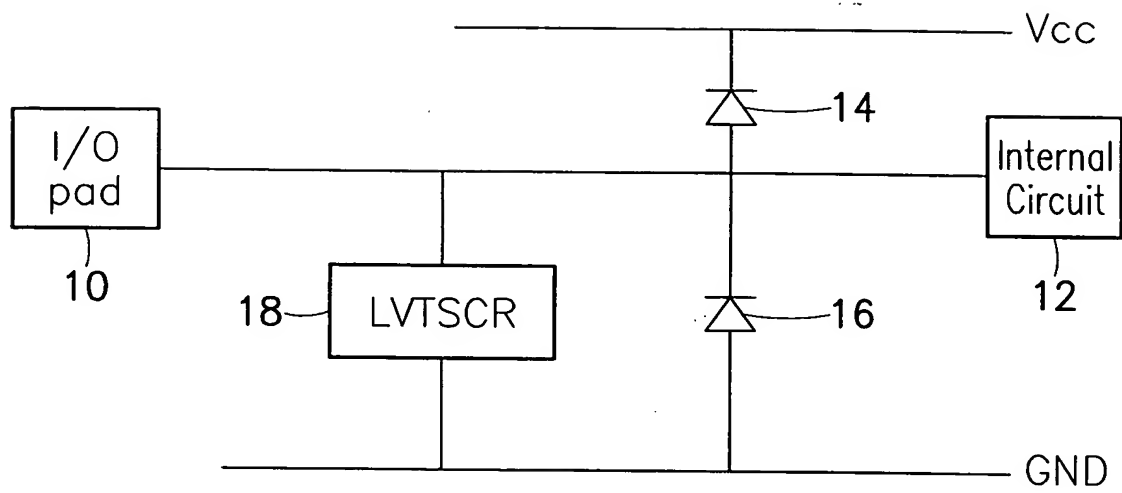 Vcc
14
I/O
pad
Internal
Circuit
10
12
18
LVTSCR
16
GND